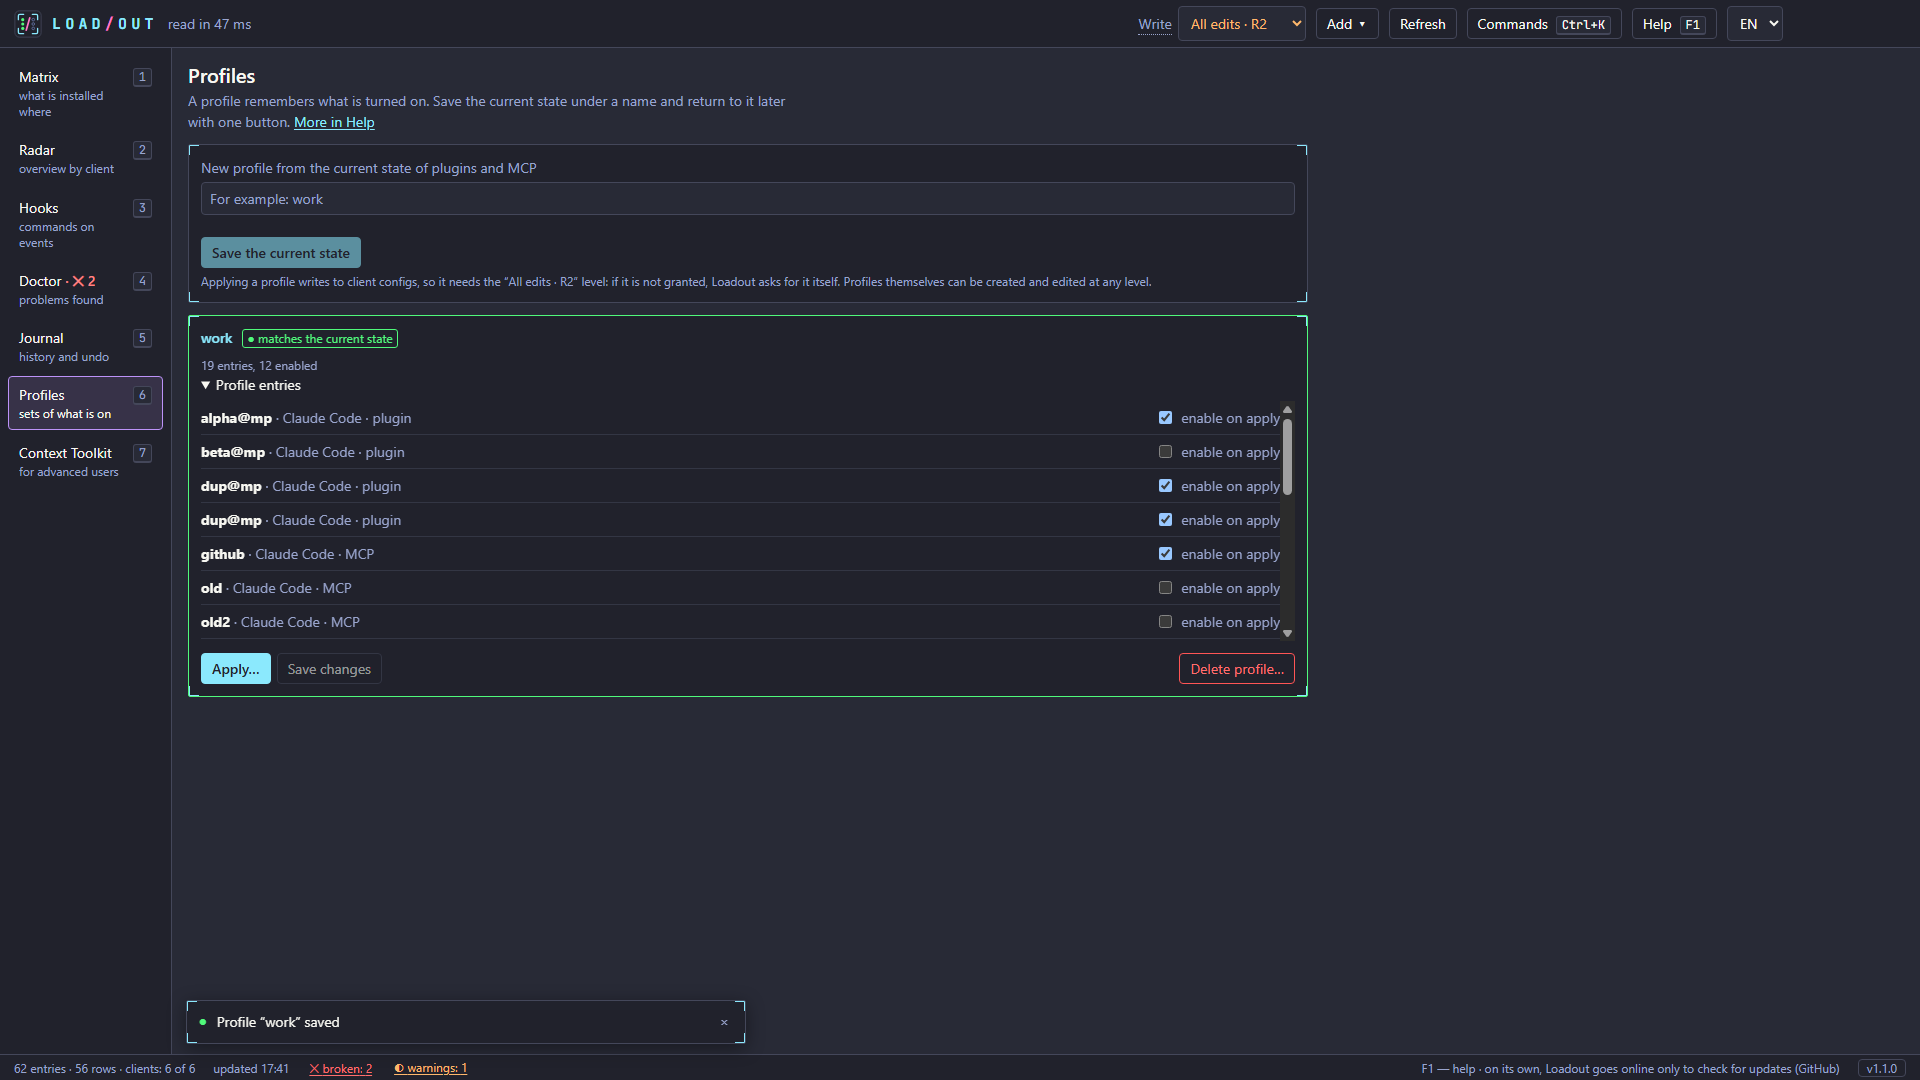 LOAD/OUT read in 47 ms Write All edits · R2 Add ▾ Refresh Commands Ctrl+K Help F1 EN
Matrix 1
what is installed
where
Radar 2
overview by client
Hooks 3
commands on
events
Doctor · ✕ 2 4
problems found
Journal 5
history and undo
Profiles 6
sets of what is on
Context Toolkit 7
for advanced users
Profiles
A profile remembers what is turned on. Save the current state under a name and return to it later
with one button. More in Help
New profile from the current state of plugins and MCP
For example: work
Save the current state
Applying a profile writes to client configs, so it needs the “All edits · R2” level: if it is not granted, Loadout asks for it itself. Profiles themselves can be created and edited at any level.
work ● matches the current state
19 entries, 12 enabled
▼ Profile entries
alpha@mp · Claude Code · plugin enable on apply
beta@mp · Claude Code · plugin enable on apply
dup@mp · Claude Code · plugin enable on apply
dup@mp · Claude Code · plugin enable on apply
github · Claude Code · MCP enable on apply
old · Claude Code · MCP enable on apply
old2 · Claude Code · MCP enable on apply
Apply... Save changes Delete profile...
● Profile “work” saved ×
62 entries · 56 rows · clients: 6 of 6 updated 17:41 ✕ broken: 2 ◐ warnings: 1 F1 — help · on its own, Loadout goes online only to check for updates (GitHub) v1.1.0